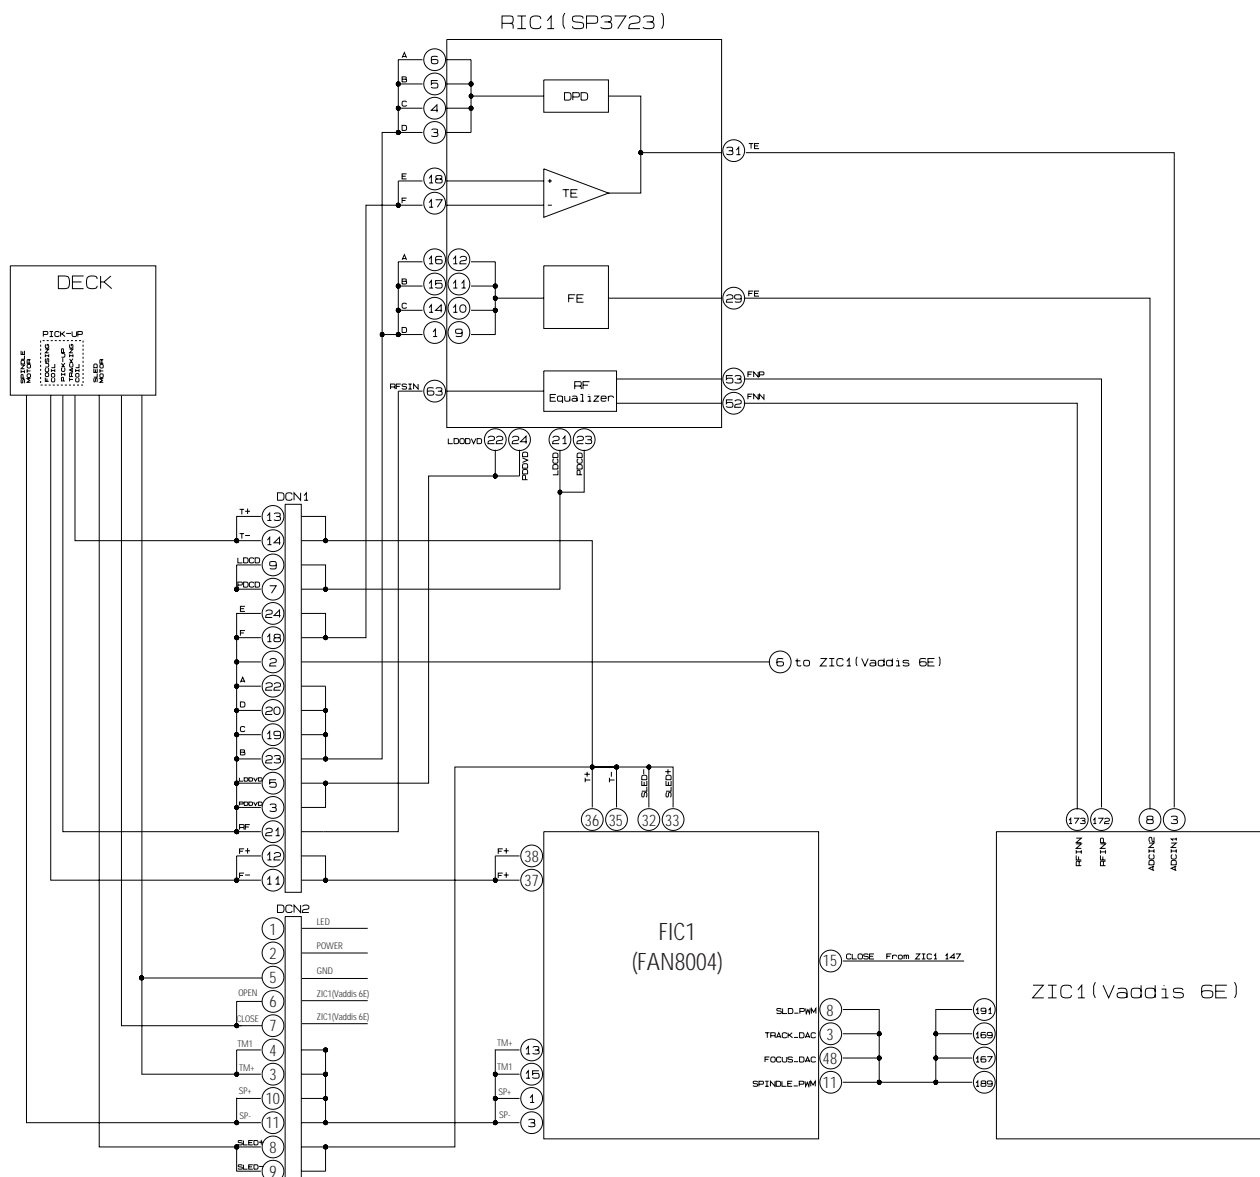 RIC1(SP3723)
A 6
B 5
C 4
D 3
DPD
31 TE
E 18
F 17
+
-
TE
A 16 12
B 15 11
C 14 10
D 1 9
FE
29 FE
RFSIN 63
RF
Equalizer
53 FNP
52 FNN
LDODVD 22 24 PDDVD
21 23
LDCD PDCD
DECK
PICK-UP
SPINDLE
MOTOR
FOCUSING
COIL
PICK-UP
TRACKING
COIL
SLED
MOTOR
DCN1
T+ 13
T- 14
LDCD 9
PDCD 7
E 24
F 18
2
6 to ZIC1(Vaddis 6E)
A 22
D 20
C 19
B 23
LDDVD 5
PDDVD 3
RF 21
F+ 12
F- 11
T+ T- SLED- SLED+
36 35 32 33
F+ 38
F+ 37
FIC1
(FAN8004)
15 CLOSE From ZIC1 147
SLD_PWM 8
TRACK_DAC 3
FOCUS_DAC 48
SPINDLE_PWM 11
TM+ 13
TM1 15
SP+ 1
SP- 3
173 172 8 3
RFINN RFINP ADCIN2 ADCIN1
ZIC1(Vaddis 6E)
191
169
167
189
DCN2
1 LED
2 POWER
5 GND
OPEN 6 ZIC1(Vaddis 6E)
CLOSE 7 ZIC1(Vaddis 6E)
TM1 4
TM+ 3
SP+ 10
SP- 11
SLED+ 8
SLED- 9